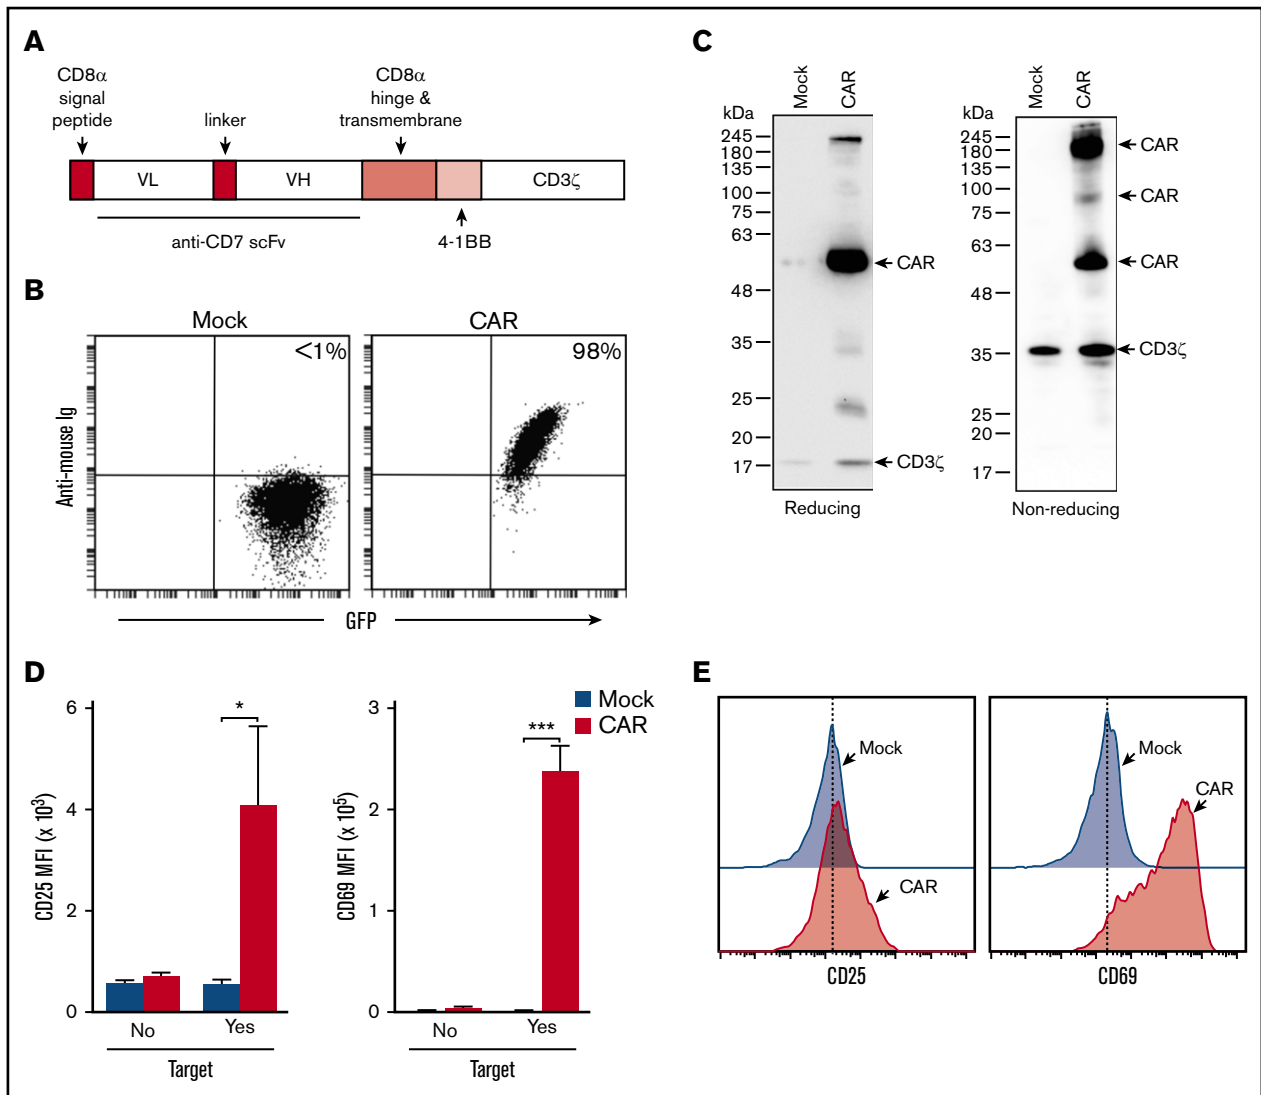 A
CD8α
signal
peptide
linker
CD8α
hinge &
transmembrane
VL
VH
CD3ζ
anti-CD7 scFv
4-1BB
B
Mock
CAR
<1%
98%
Anti-mouse Ig
GFP
C
kDa
Mock
CAR
245
180
135
100
75
63
48
35
25
20
17
CAR
CD3ζ
Reducing
kDa
Mock
CAR
245
180
135
100
75
63
48
35
25
20
17
CAR
CAR
CAR
CD3ζ
Non-reducing
D
CD25 MFI (x 10³)
6
4
2
0
*
No
Yes
Target
CD69 MFI (x 10⁵)
3
2
1
0
***
No
Yes
Target
Mock
CAR
E
Mock
CAR
CD25
Mock
CAR
CD69